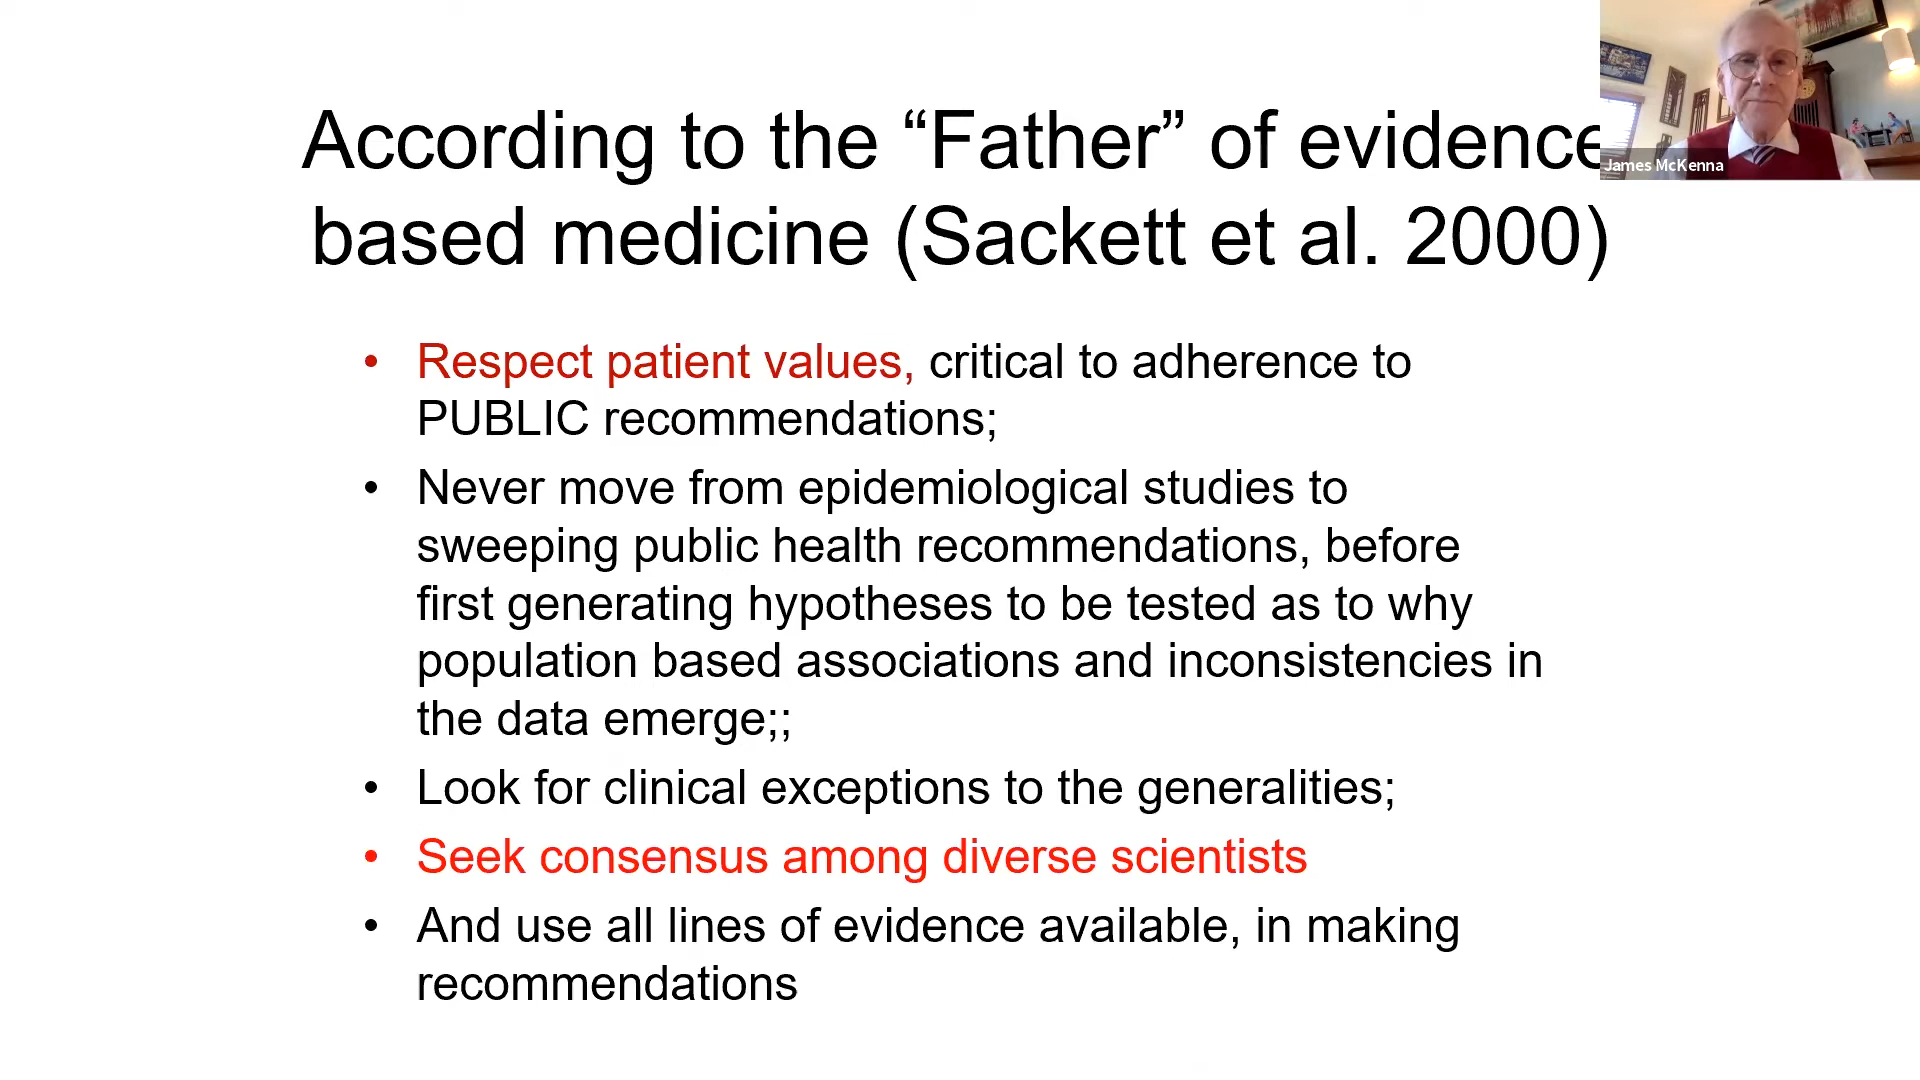 According to the “Father” of evidence
based medicine (Sackett et al. 2000)
James McKenna
• Respect patient values, critical to adherence to
PUBLIC recommendations;
• Never move from epidemiological studies to
sweeping public health recommendations, before
first generating hypotheses to be tested as to why
population based associations and inconsistencies in
the data emerge;;
• Look for clinical exceptions to the generalities;
• Seek consensus among diverse scientists
• And use all lines of evidence available, in making
recommendations